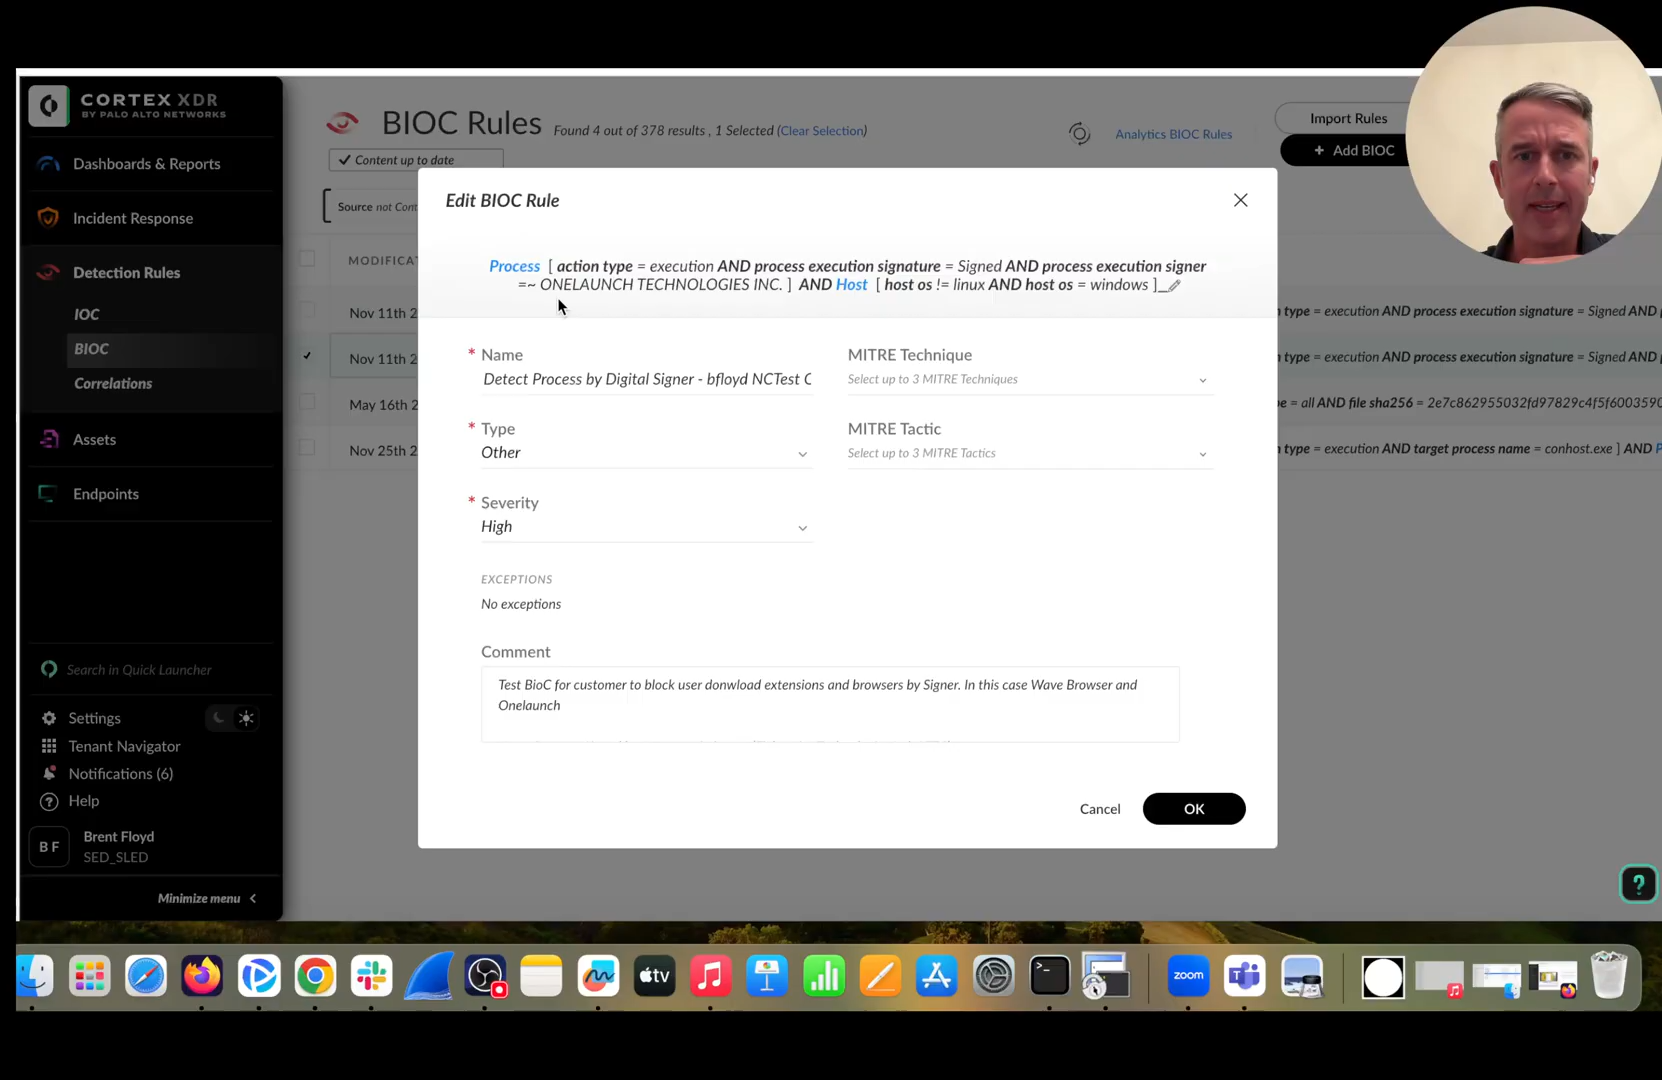 CORTEX XDR
BY PALO ALTO NETWORKS
Dashboards & Reports
Incident Response
Detection Rules
IOC
BIOC
Correlations
Assets
Endpoints
Search in Quick Launcher
Settings
Tenant Navigator
Notifications (6)
Help
B F
Brent Floyd
SED_SLED
Minimize menu
BIOC Rules
Found 4 out of 378 results , 1 Selected (Clear Selection)
Analytics BIOC Rules
Import Rules
+ Add BIOC
Content up to date
Source not Cont
MODIFICAT
Nov 11th 2
Nov 11th 2
May 16th 2
Nov 25th 2
n type = execution AND process execution signature = Signed AND p
n type = execution AND process execution signature = Signed AND p
pe = all AND file sha256 = 2e7c862955032fd97829c4f5f6003590
n type = execution AND target process name = conhost.exe ] AND P
Edit BIOC Rule
Process [ action type = execution AND process execution signature = Signed AND process execution signer
=~ ONELAUNCH TECHNOLOGIES INC. ] AND Host [ host os != linux AND host os = windows ]
* Name
Detect Process by Digital Signer - bfloyd NCTest C
MITRE Technique
Select up to 3 MITRE Techniques
* Type
Other
MITRE Tactic
Select up to 3 MITRE Tactics
* Severity
High
EXCEPTIONS
No exceptions
Comment
Test BioC for customer to block user donwload extensions and browsers by Signer. In this case Wave Browser and
Onelaunch
Cancel
OK
?
tv
zoom